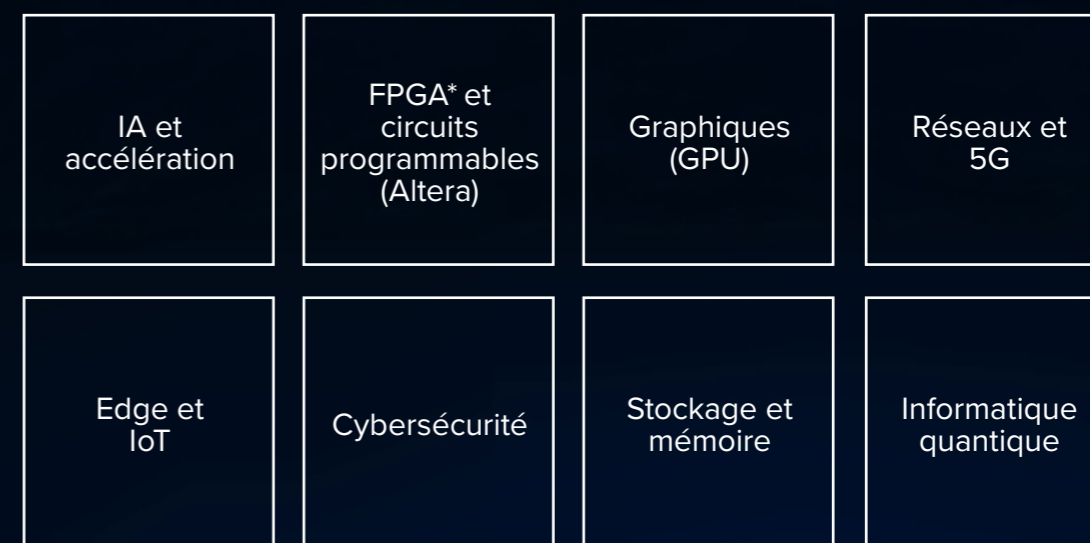 IA et
accélération
FPGA* et
circuits
programmables
(Altera)
Graphiques
(GPU)
Réseaux et
5G
Edge et
IoT
Cybersécurité
Stockage et
mémoire
Informatique
quantique